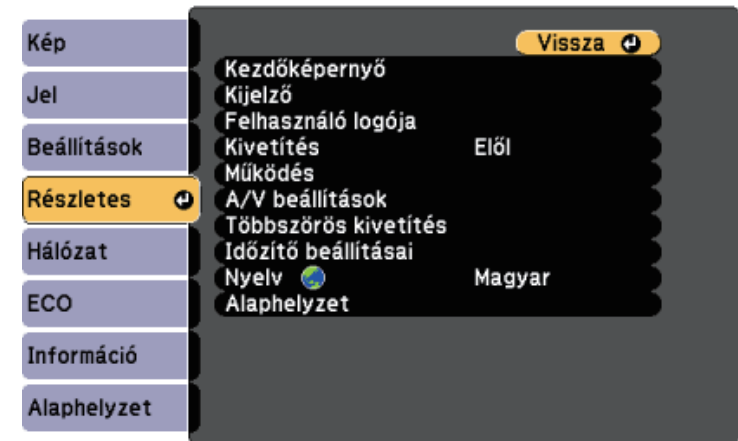 Kép
Jel
Beállítások
Részletes
Hálózat
ECO
Információ
Alaphelyzet
Vissza
Kezdőképernyő
Kijelző
Felhasználó logója
Kivetítés Elől
Működés
A/V beállítások
Többszörös kivetítés
Időzítő beállításai
Nyelv Magyar
Alaphelyzet